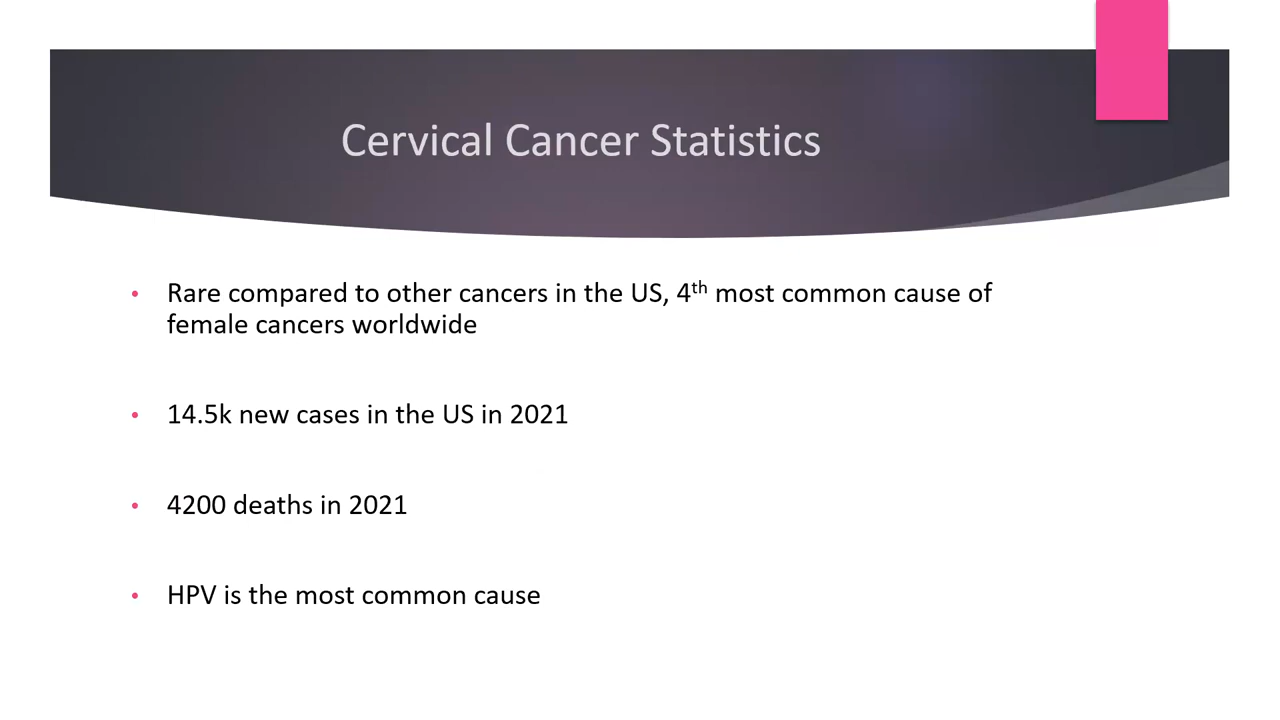 Cervical Cancer Statistics
• Rare compared to other cancers in the US, 4th most common cause of
female cancers worldwide
• 14.5k new cases in the US in 2021
• 4200 deaths in 2021
• HPV is the most common cause